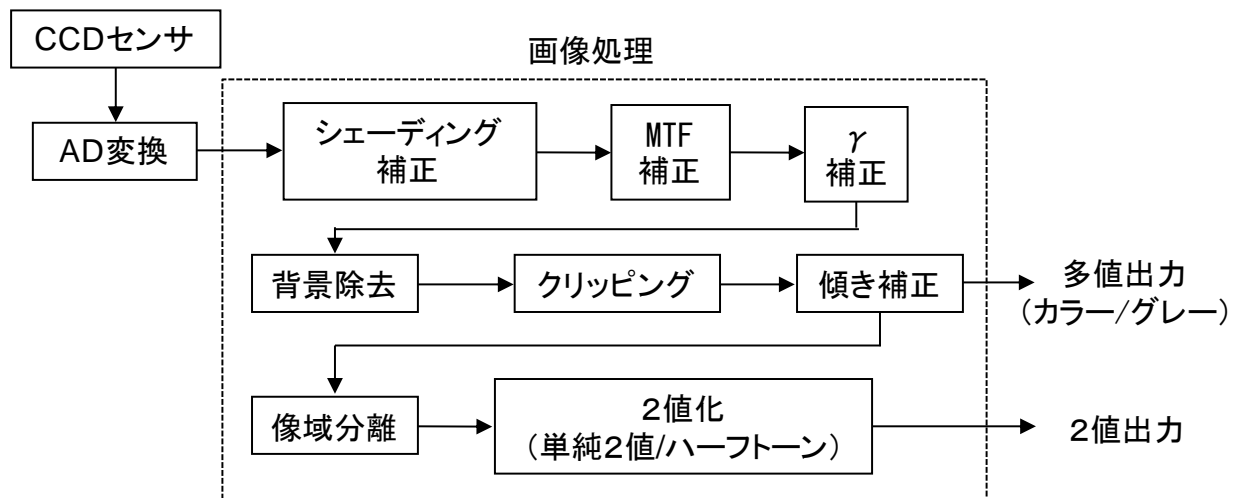 CCDセンサ
画像処理
AD変換
シェーディング
補正
MTF
補正
γ
補正
背景除去
クリッピング
傾き補正
多値出力
（カラー/グレー）
像域分離
２値化
（単純２値/ハーフトーン）
２値出力